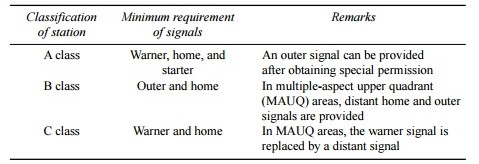 Classification Minimum requirement Remarks
of station of signals
A class Warner, home, and An outer signal can be provided
starter after obtaining special permission
B class Outer and home In multiple-aspect upper quadrant
(MAUQ) areas, distant home and outer
signals are provided
C class Warner and home In MAUQ areas, the warner signal is
replaced by a distant signal